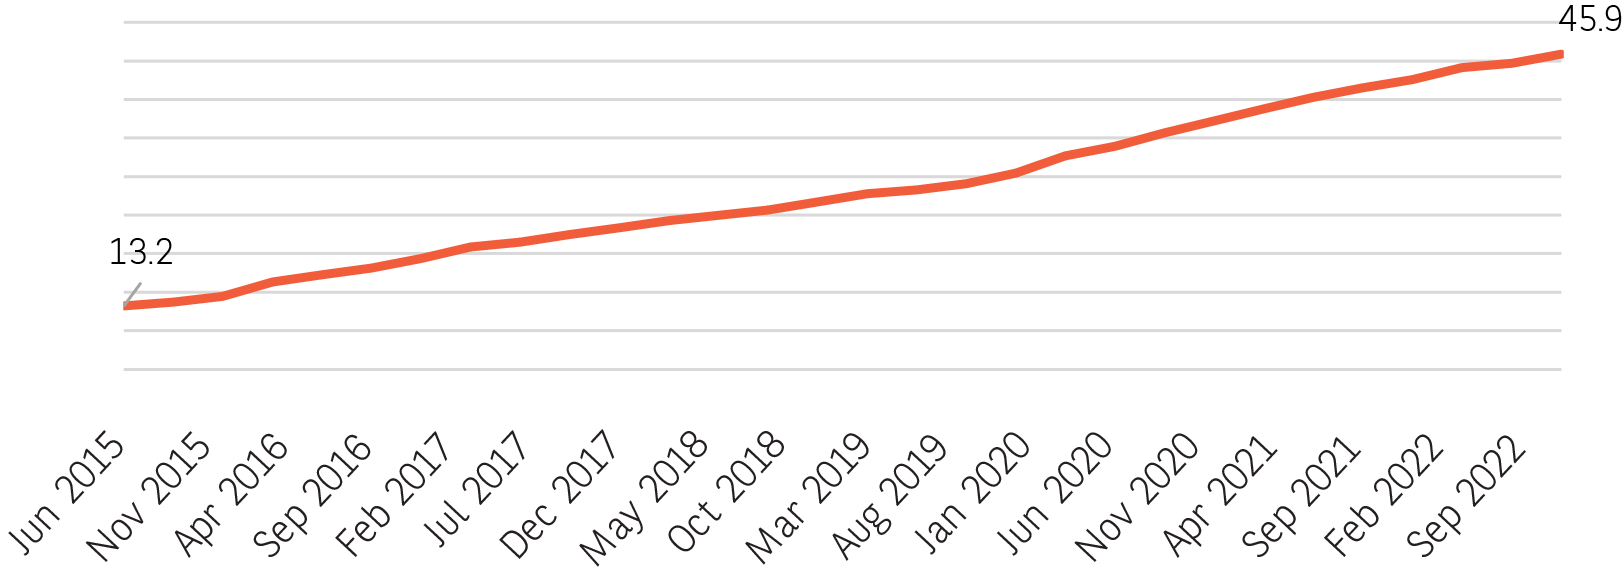 45.9
13.2
Jun 2015
Nov 2015
Apr 2016
Sep 2016
Feb 2017
Jul 2017
Dec 2017
May 2018
Oct 2018
Mar 2019
Aug 2019
Jan 2020
Jun 2020
Nov 2020
Apr 2021
Sep 2021
Feb 2022
Sep 2022